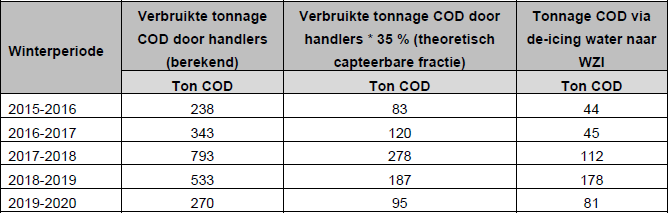 Winterperiode
Verbruikte tonnage
COD door handlers
(berekend)
Verbruikte tonnage COD door
handlers * 35 % (theoretisch
capteerbare fractie)
Tonnage COD via
de-icing water naar
WZI
Ton COD Ton COD Ton COD
2015-2016 238 83 44
2016-2017 343 120 45
2017-2018 793 278 112
2018-2019 533 187 178
2019-2020 270 95 81